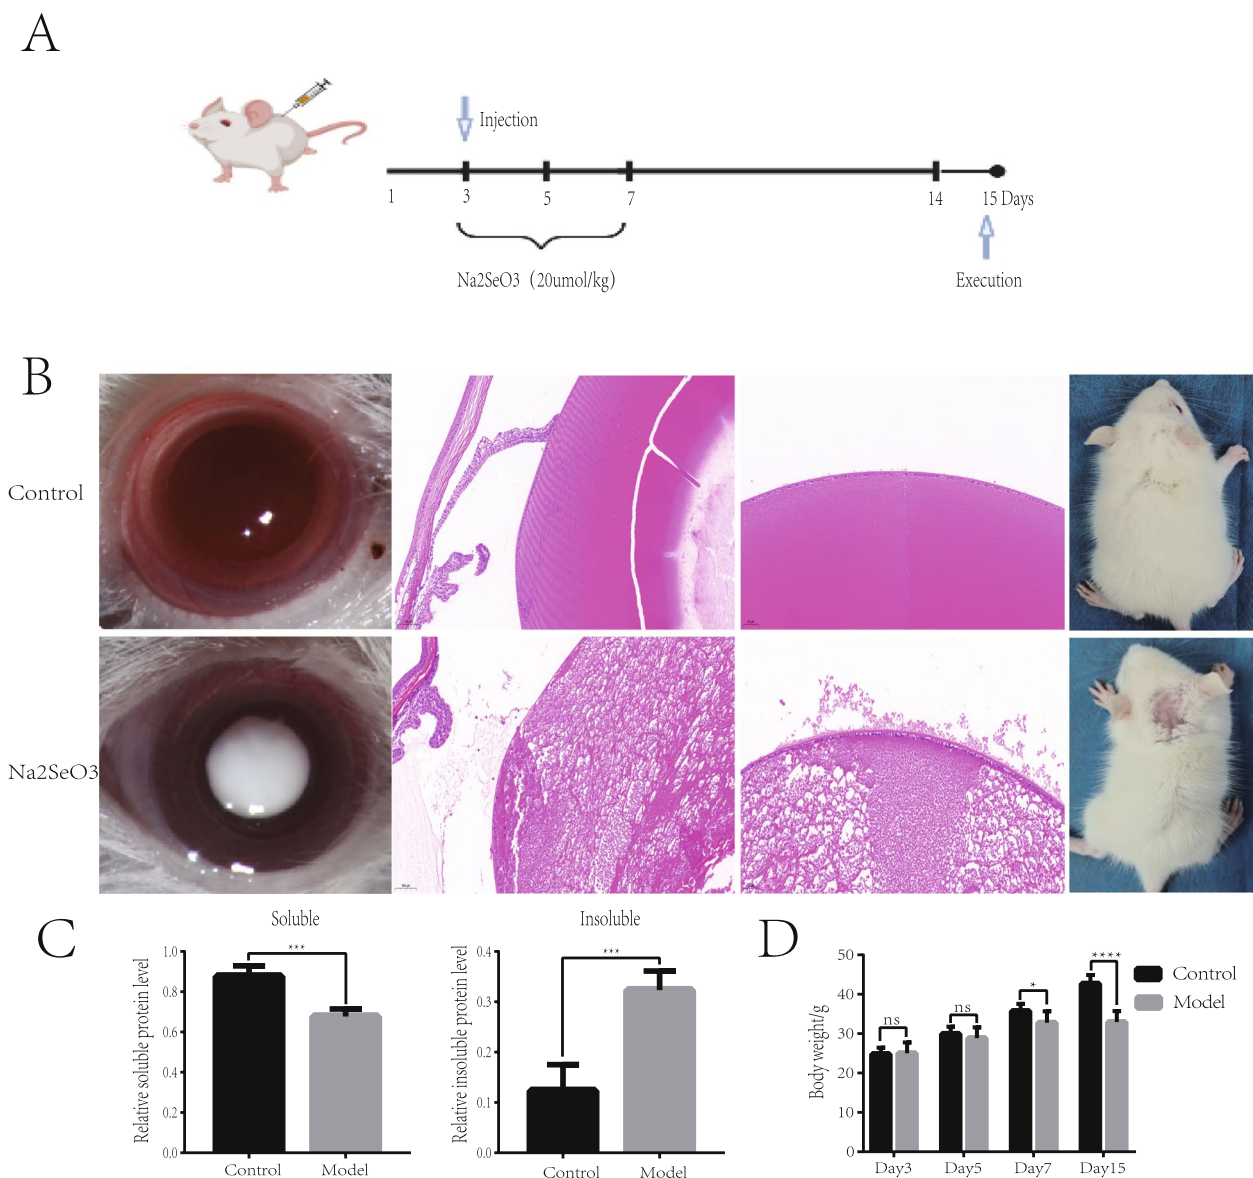 A
Injection
1 3 5 7 14 15 Days
Na2SeO3 (20umol/kg)
Execution
B
Control
Na2SeO3
C
Soluble
Relative soluble protein level
1.0
0.8
0.6
0.4
0.2
0.0
***
Control Model
Insoluble
Relative insoluble protein level
0.4
0.3
0.2
0.1
0.0
***
Control Model
D
Body weight/g
50
40
30
20
10
0
ns
ns
*
****
Day3 Day5 Day7 Day15
Control
Model